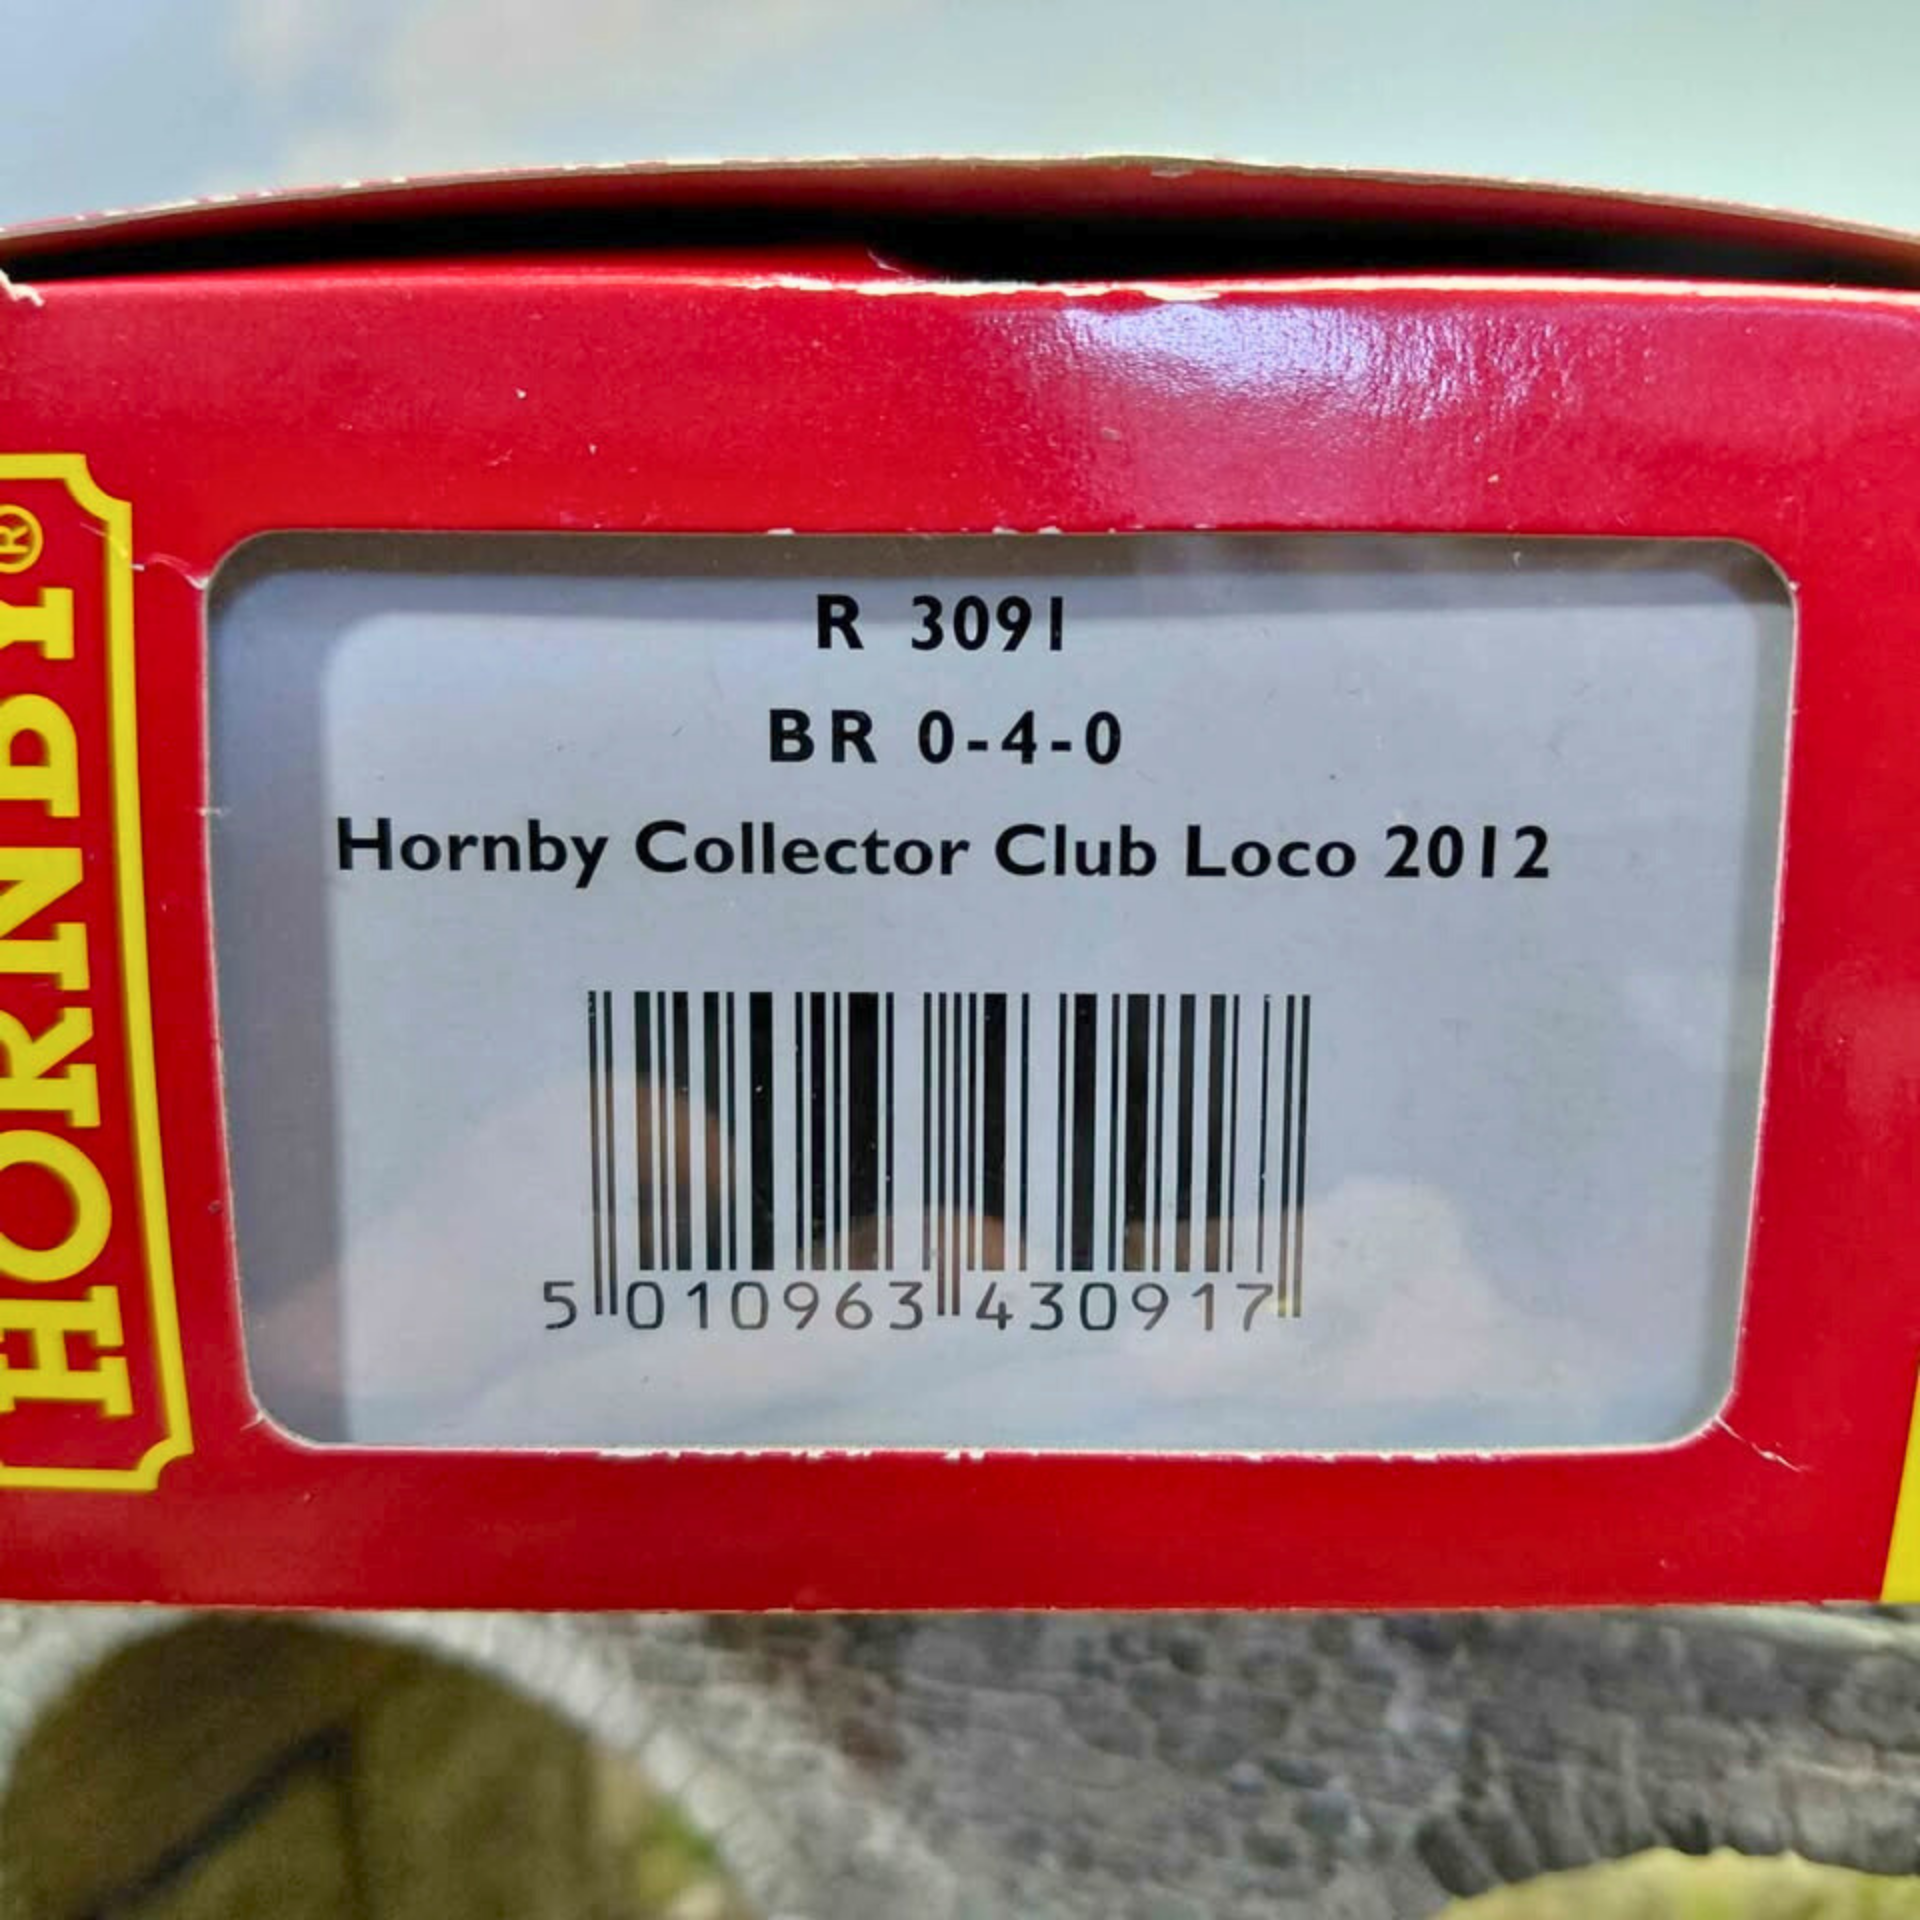 HORNBY®
R 3091
BR 0-4-0
Hornby Collector Club Loco 2012
5 010963 430917